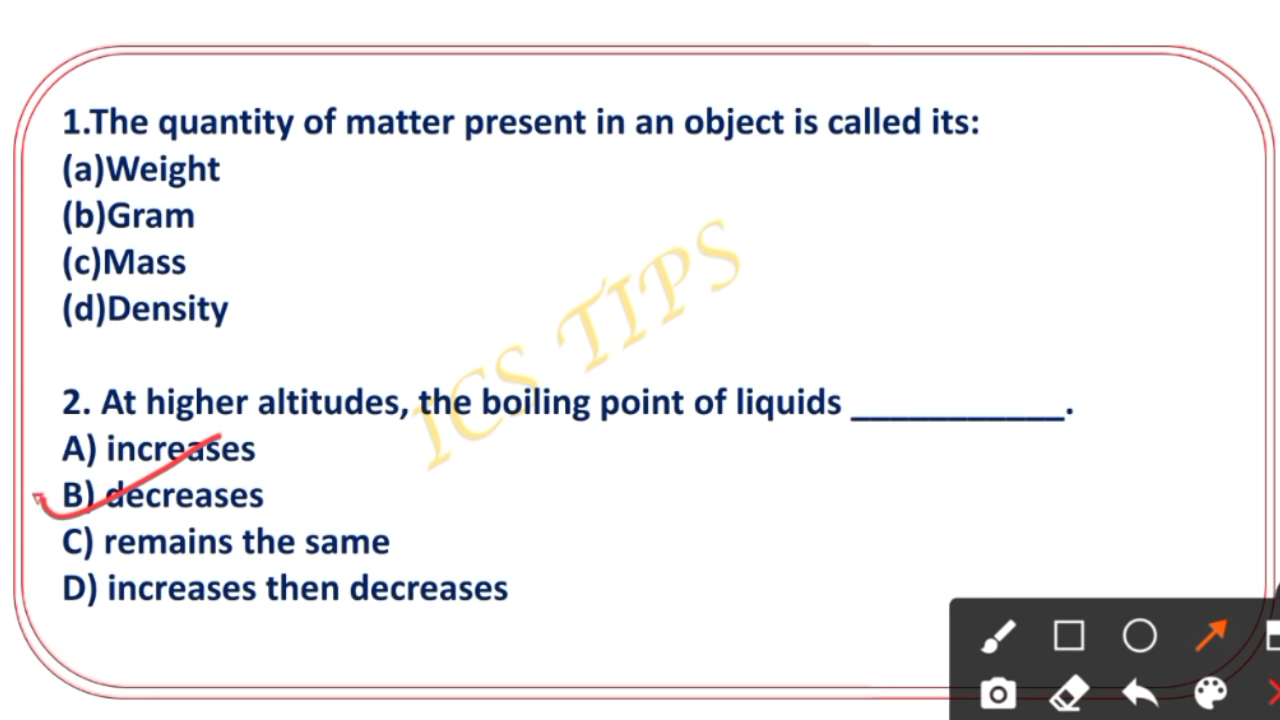 1.The quantity of matter present in an object is called its:
(a)Weight
(b)Gram
(c)Mass
(d)Density
ICS TIPS
2. At higher altitudes, the boiling point of liquids ___________.
A) increases
B) decreases
C) remains the same
D) increases then decreases